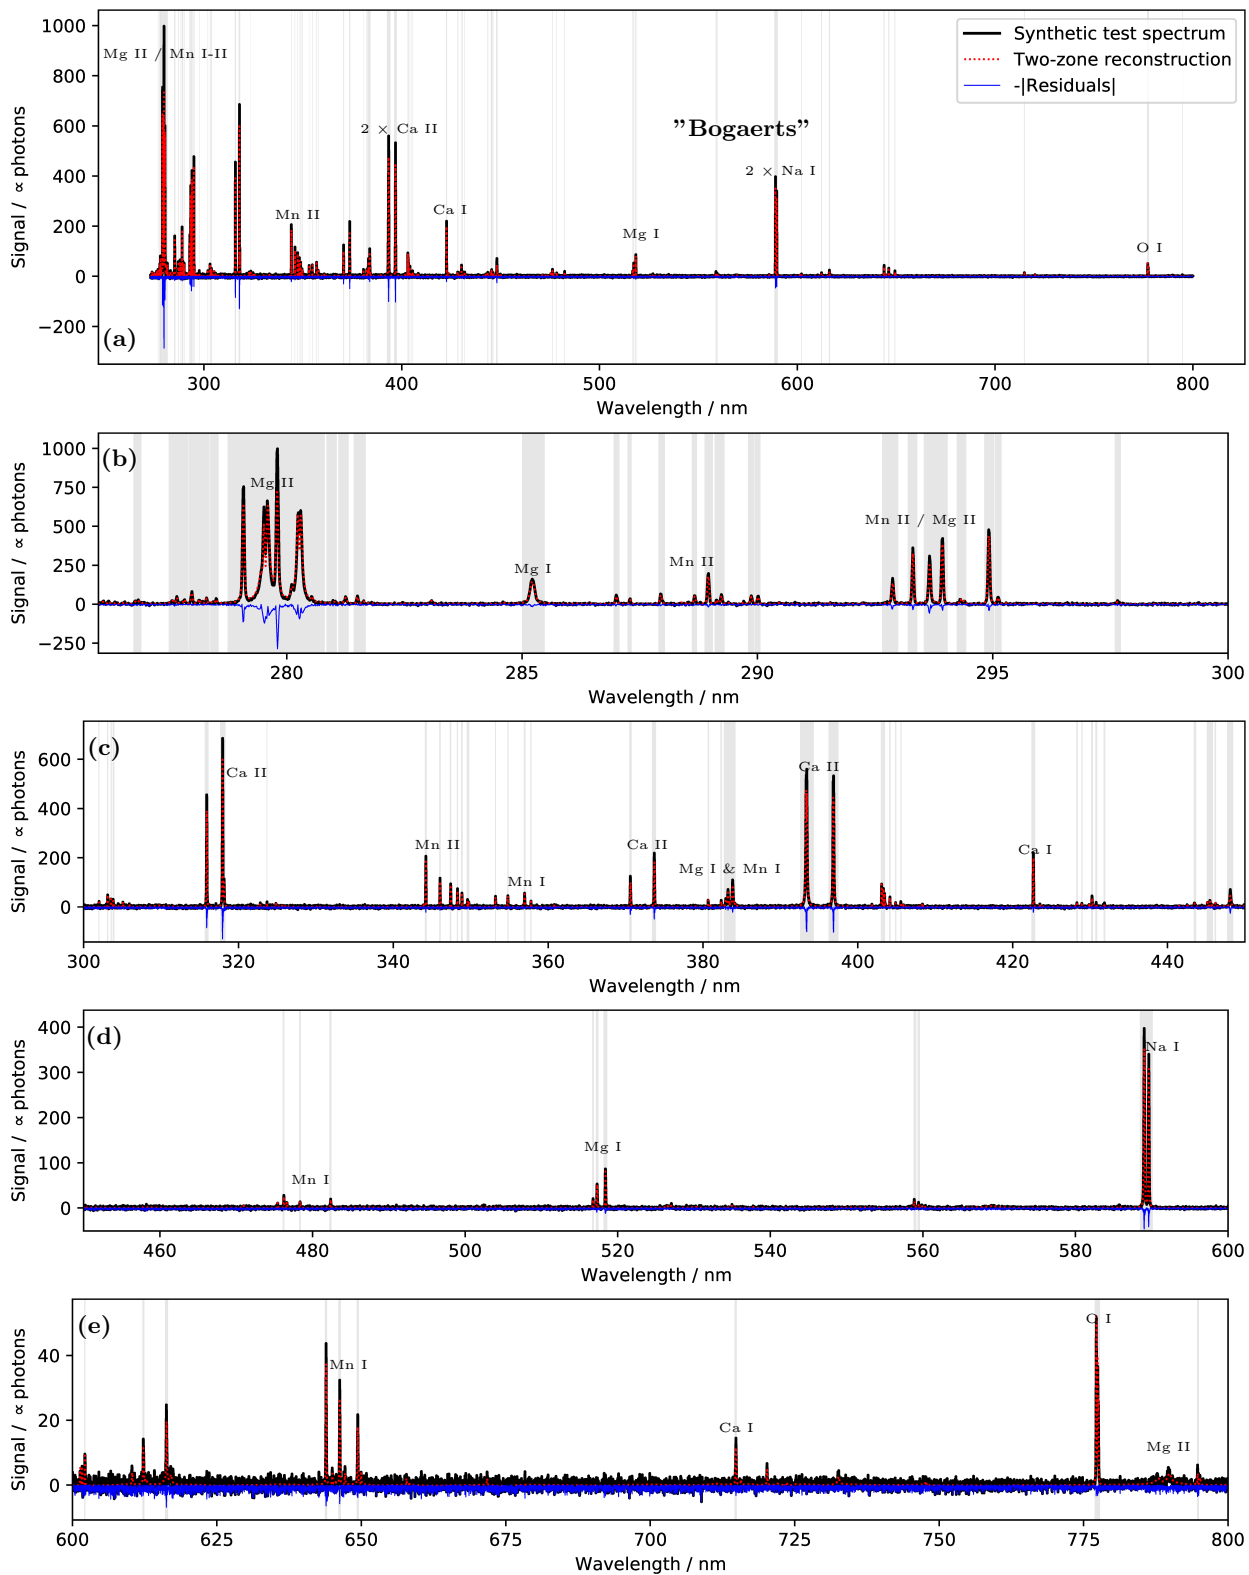 1000
Mg II / Mn I-II
Synthetic test spectrum
Two-zone reconstruction
-|Residuals|
800
600
2 × Ca II
”Bogaerts”
400
2 × Na I
200
Mn II
Ca I
Mg I
O I
0
−200
(a)
Signal / ∝ photons
300 400 500 600 700 800
Wavelength / nm
(b)
1000
750
Mg II
500
Mn II / Mg II
250
Mg I
Mn II
0
−250
Signal / ∝ photons
280 285 290 295 300
Wavelength / nm
(c)
600
Ca II
Ca II
400
200
Mn II
Ca II
Ca I
Mg I & Mn I
Mn I
0
Signal / ∝ photons
300 320 340 360 380 400 420 440
Wavelength / nm
(d)
400
Na I
300
200
Mg I
100
Mn I
0
Signal / ∝ photons
460 480 500 520 540 560 580 600
Wavelength / nm
(e)
O I
40
Mn I
20
Ca I
Mg II
0
Signal / ∝ photons
600 625 650 675 700 725 750 775 800
Wavelength / nm